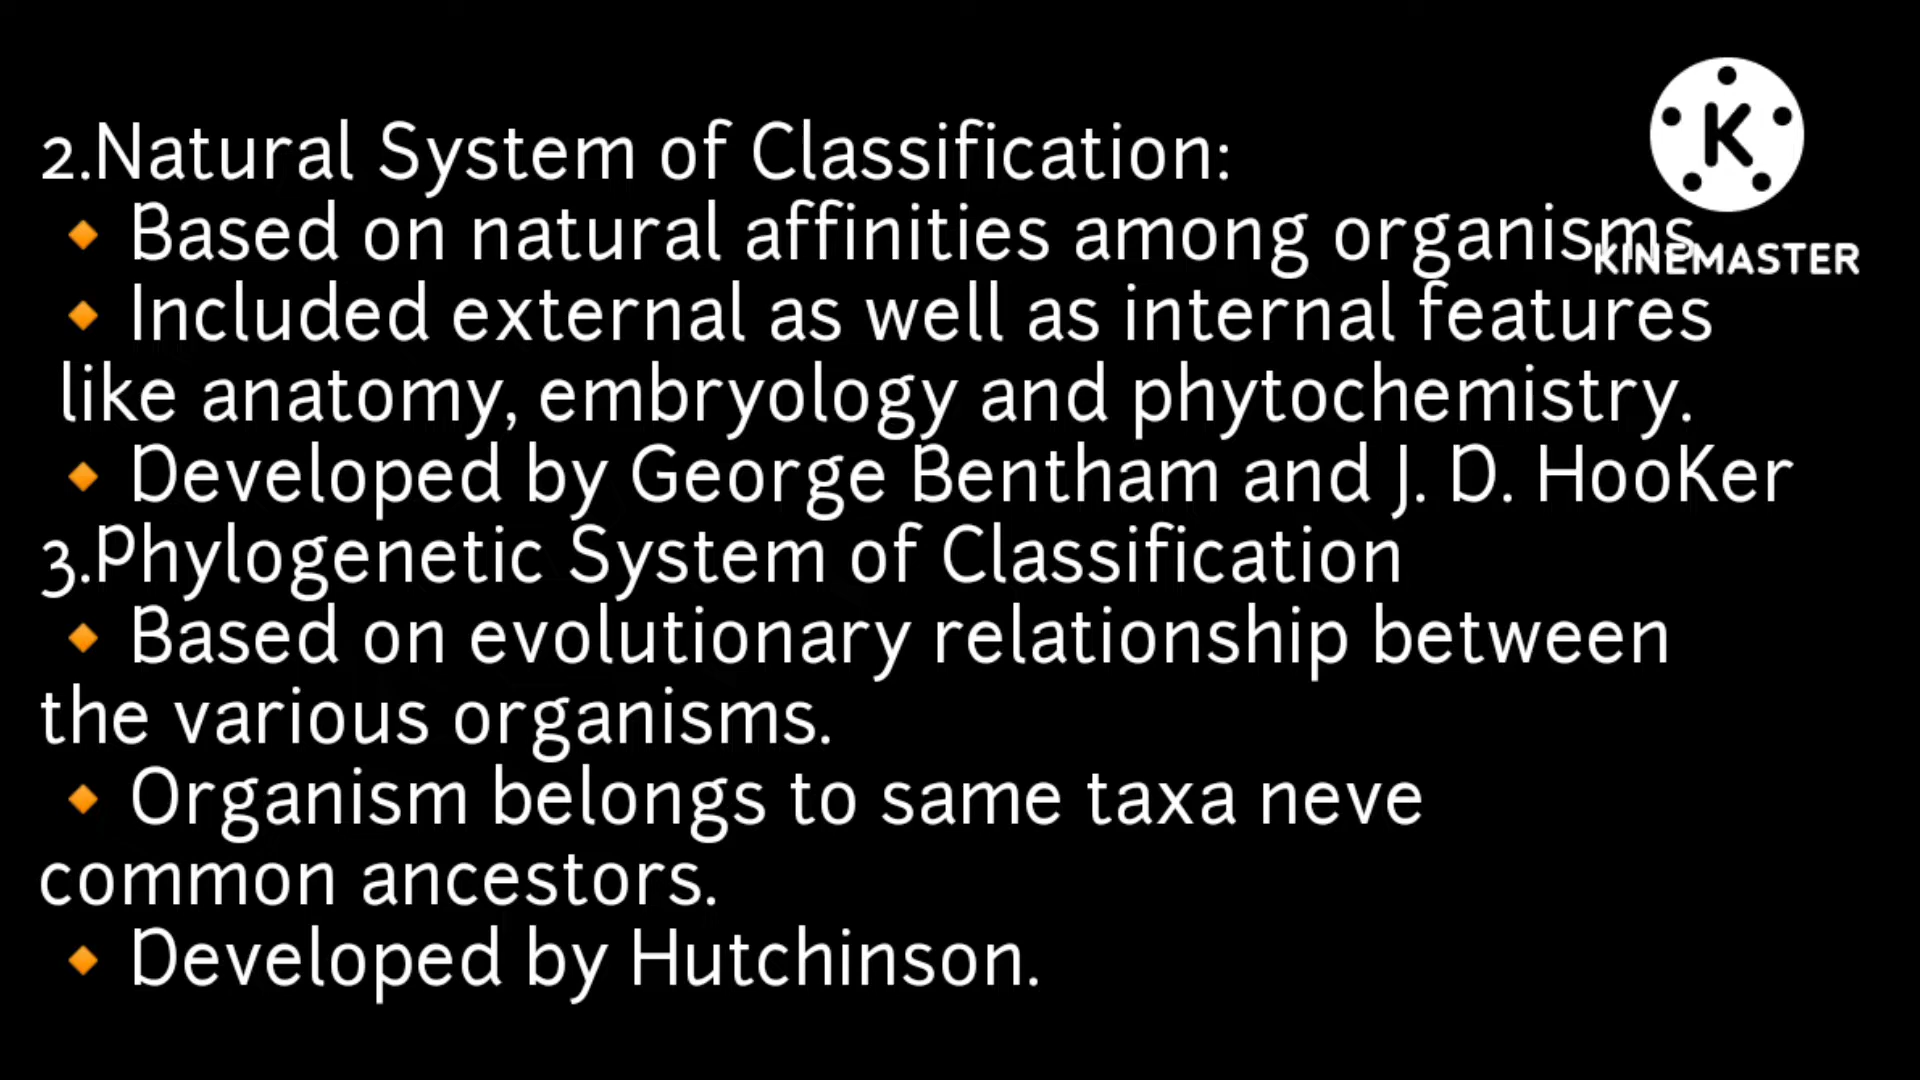 2.Natural System of Classification:
🔸 Based on natural affinities among organisms
🔸 Included external as well as internal features
like anatomy, embryology and phytochemistry.
🔸 Developed by George Bentham and J. D. HooKer
3.Phylogenetic System of Classification
🔸 Based on evolutionary relationship between
the various organisms.
🔸 Organism belongs to same taxa neve
common ancestors.
🔸 Developed by Hutchinson.
K
KINEMASTER